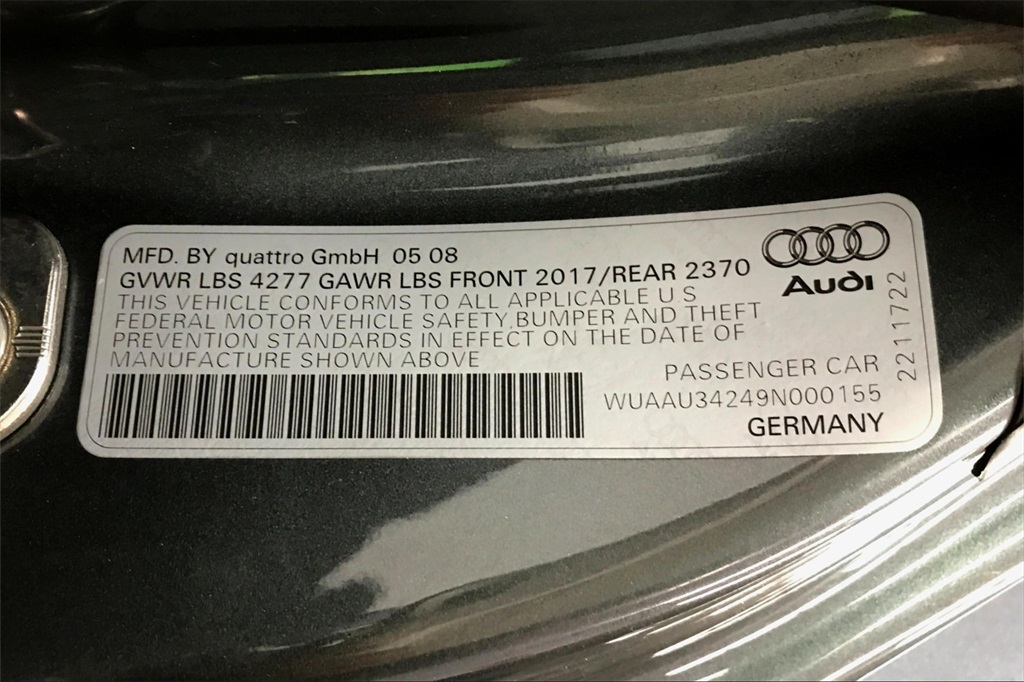 MFD. BY quattro GmbH 05 08
GVWR LBS 4277 GAWR LBS FRONT 2017/REAR 2370
THIS VEHICLE CONFORMS TO ALL APPLICABLE U S
FEDERAL MOTOR VEHICLE SAFETY,BUMPER AND THEFT
PREVENTION STANDARDS IN EFFECT ON THE DATE OF
MANUFACTURE SHOWN ABOVE
Audi
2211722
PASSENGER CAR
WUAAU34249N000155
GERMANY